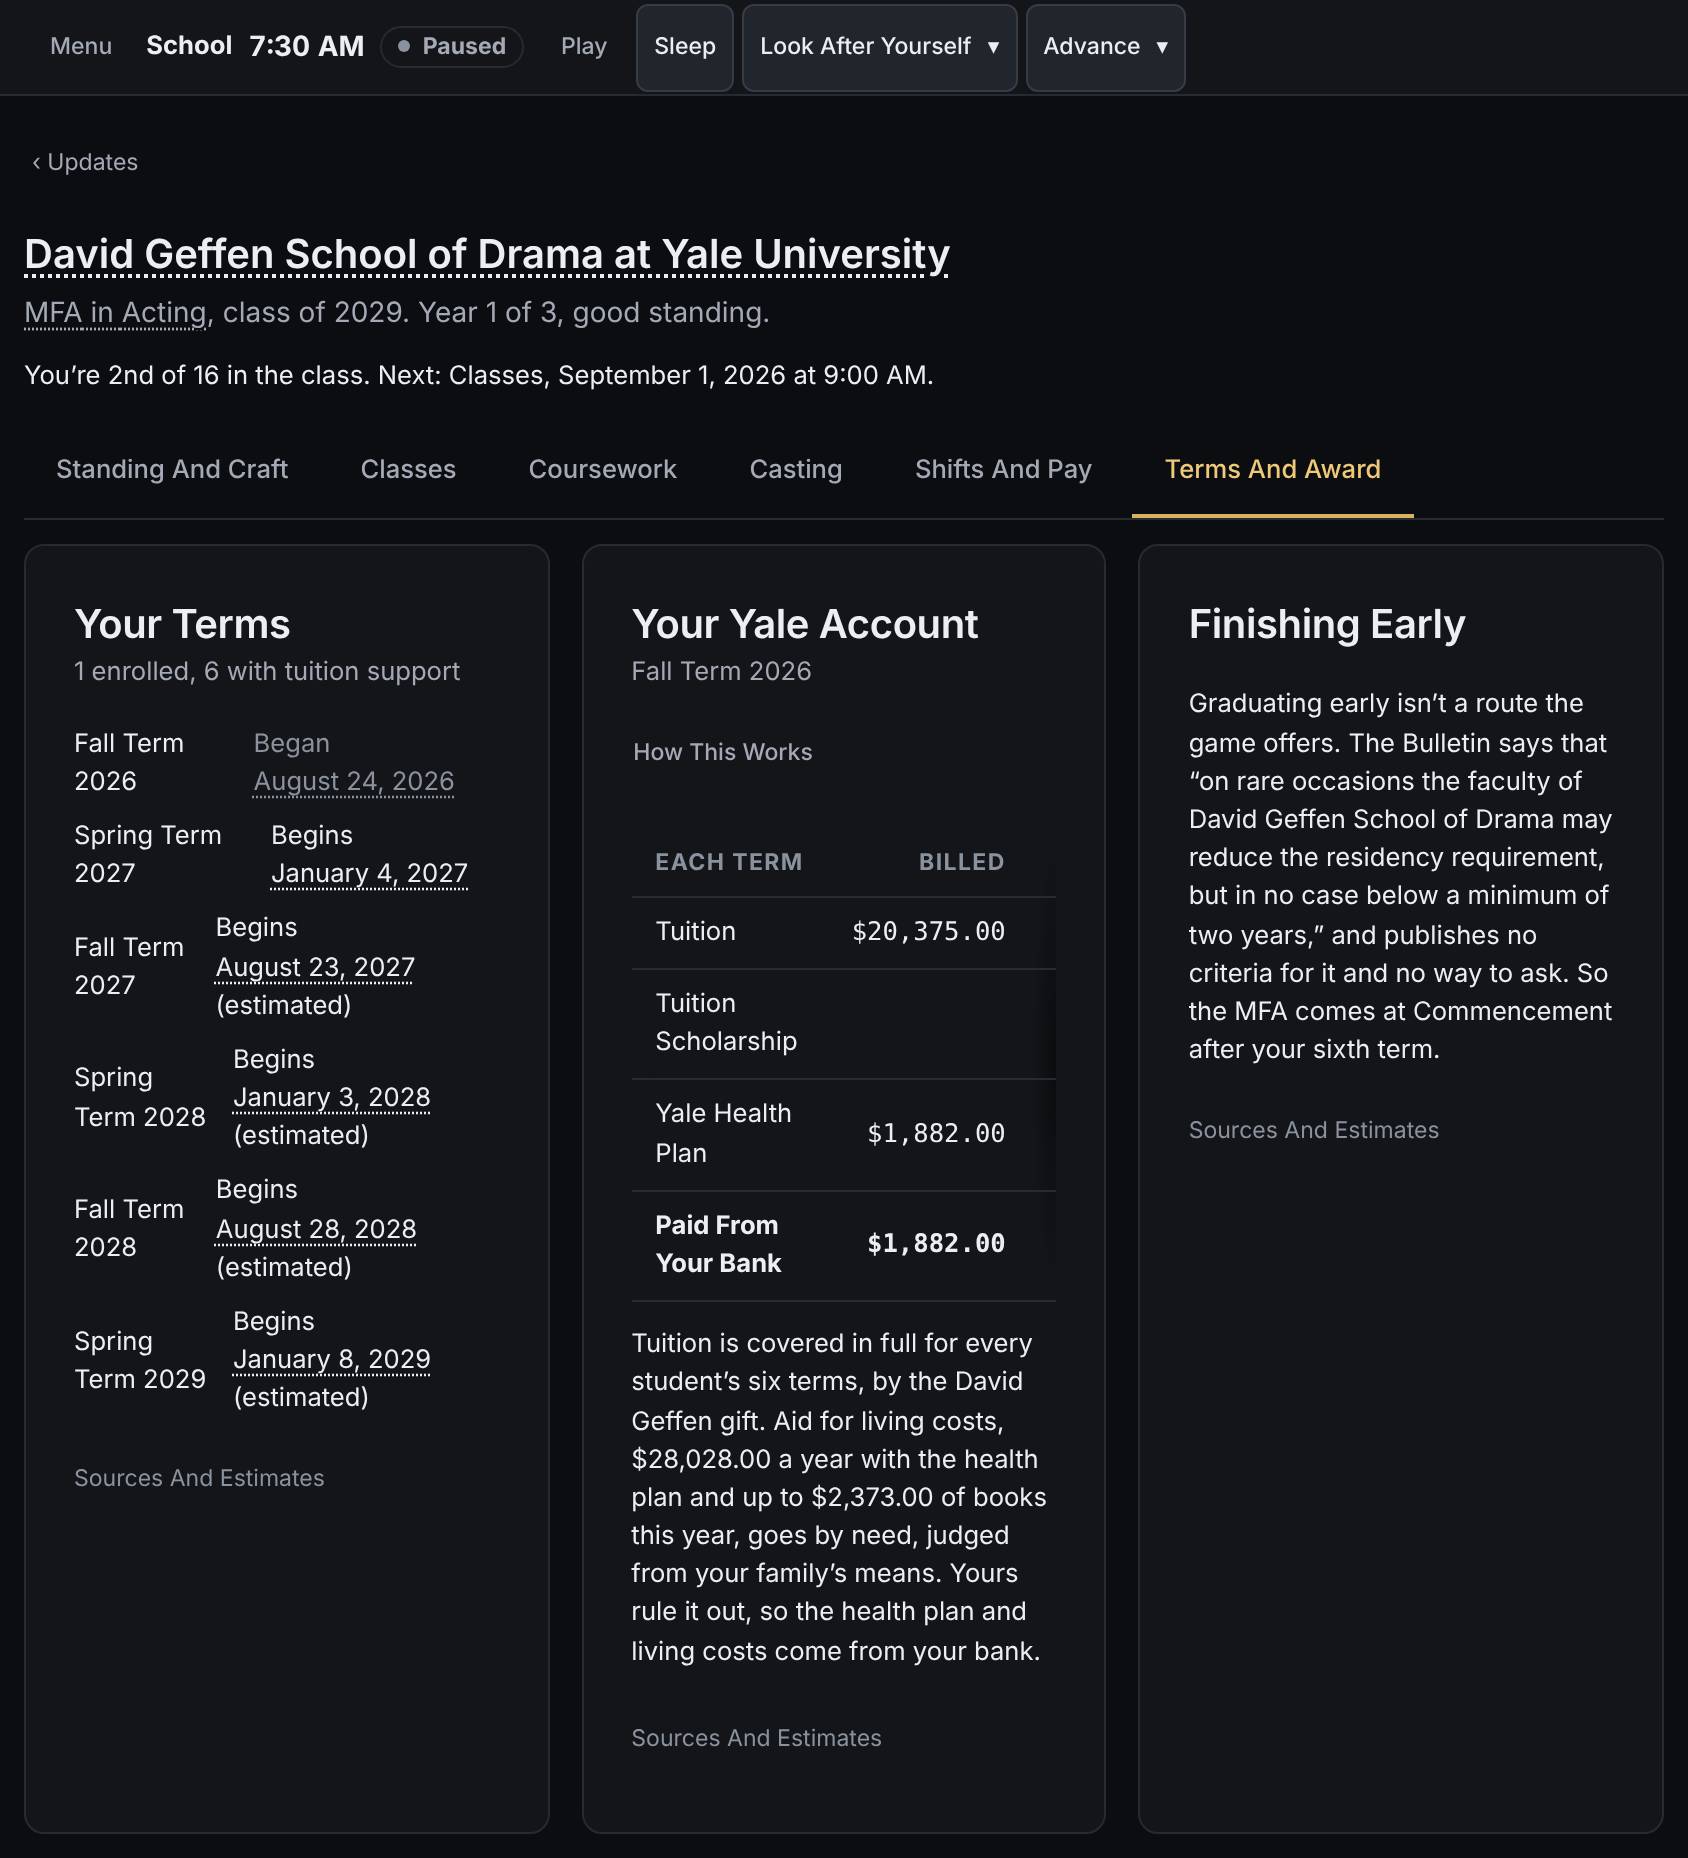 Menu School 7:30 AM Paused Play Sleep Look After Yourself ▼ Advance ▼
‹ Updates
David Geffen School of Drama at Yale University
MFA in Acting, class of 2029. Year 1 of 3, good standing.
You’re 2nd of 16 in the class. Next: Classes, September 1, 2026 at 9:00 AM.
Standing And Craft Classes Coursework Casting Shifts And Pay Terms And Award
Your Terms
1 enrolled, 6 with tuition support
Fall Term
2026
Began
August 24, 2026
Spring Term
2027
Begins
January 4, 2027
Fall Term
2027
Begins
August 23, 2027
(estimated)
Spring
Term 2028
Begins
January 3, 2028
(estimated)
Fall Term
2028
Begins
August 28, 2028
(estimated)
Spring
Term 2029
Begins
January 8, 2029
(estimated)
Sources And Estimates
Your Yale Account
Fall Term 2026
How This Works
EACH TERM BILLED
Tuition $20,375.00
Tuition
Scholarship
Yale Health
Plan
$1,882.00
Paid From
Your Bank
$1,882.00
Tuition is covered in full for every
student’s six terms, by the David
Geffen gift. Aid for living costs,
$28,028.00 a year with the health
plan and up to $2,373.00 of books
this year, goes by need, judged
from your family’s means. Yours
rule it out, so the health plan and
living costs come from your bank.
Sources And Estimates
Finishing Early
Graduating early isn’t a route the
game offers. The Bulletin says that
“on rare occasions the faculty of
David Geffen School of Drama may
reduce the residency requirement,
but in no case below a minimum of
two years,” and publishes no
criteria for it and no way to ask. So
the MFA comes at Commencement
after your sixth term.
Sources And Estimates